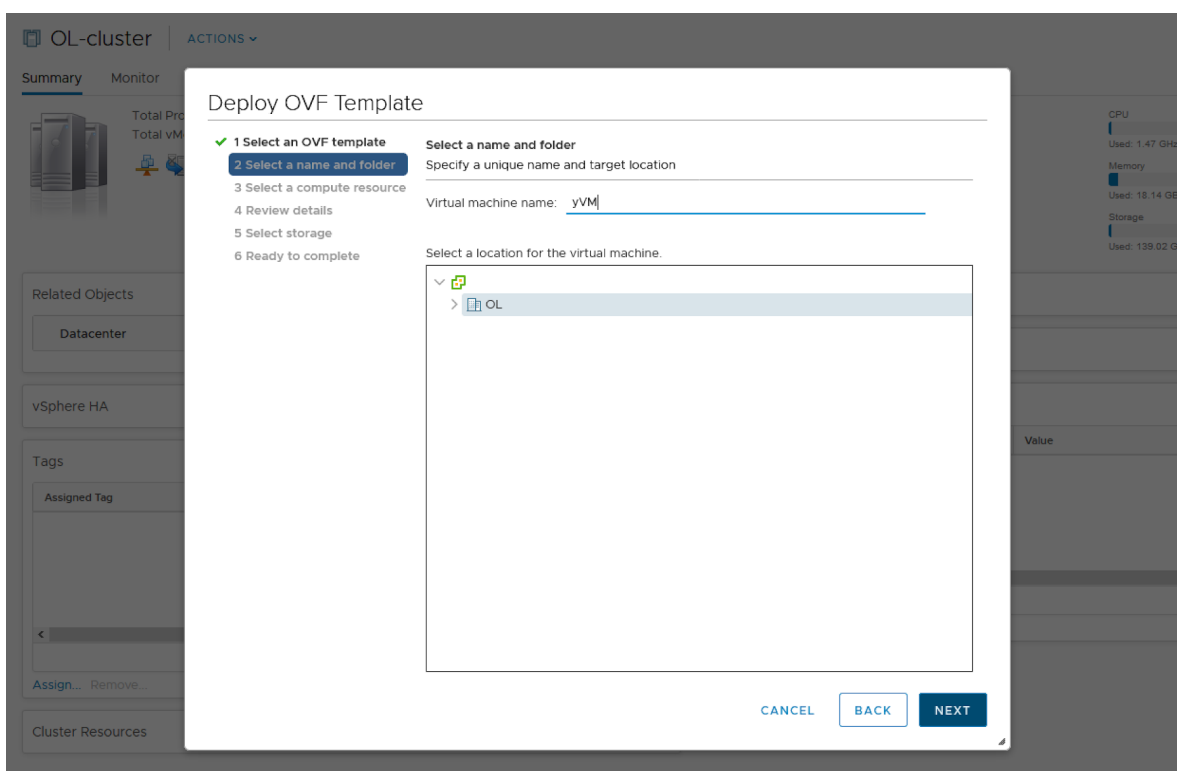 OL-cluster
ACTIONS
Summary
Monitor
Total Pro
Total vM
CPU
Used: 1.47 GHz
Memory
Used: 18.14 GB
Storage
Used: 139.02 G
Related Objects
Datacenter
vSphere HA
Tags
Assigned Tag
Value
<
Assign... Remove...
Cluster Resources
Deploy OVF Template
1 Select an OVF template
2 Select a name and folder
3 Select a compute resource
4 Review details
5 Select storage
6 Ready to complete
Select a name and folder
Specify a unique name and target location
Virtual machine name: yVM
Select a location for the virtual machine.
OL
CANCEL
BACK
NEXT